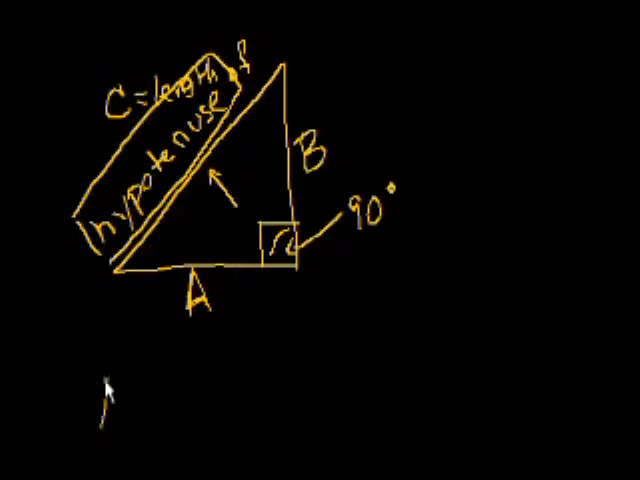 C = length of
hypotenuse
B
90°
A